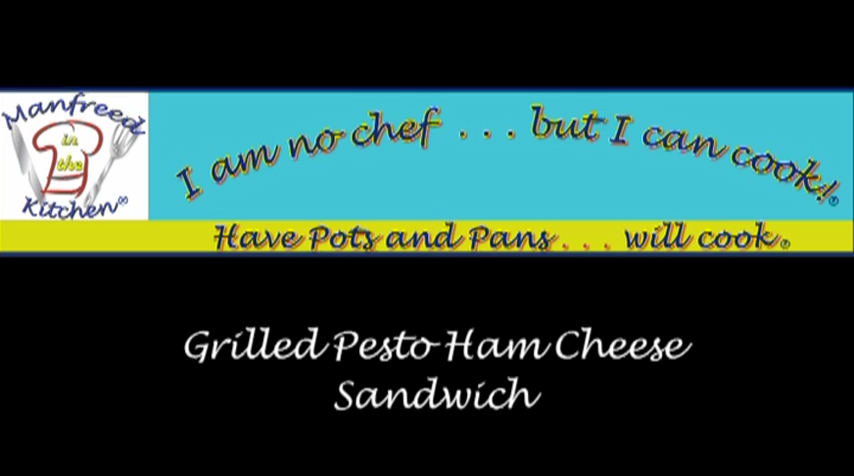 Manfreed
in
the
Kitchen®
I am no chef . . . but I can cook!®
Have Pots and Pans . . . will cook.®
Grilled Pesto Ham Cheese
Sandwich